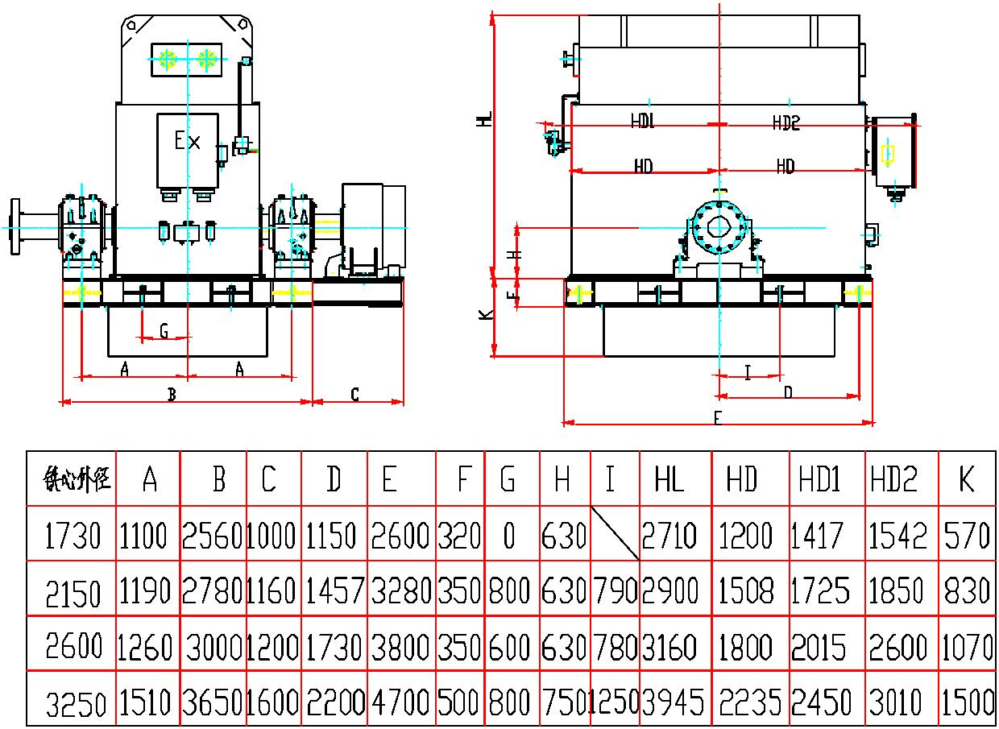 Ex
G
A A
B C
HL
HD1 HD2
HD HD
H
F
K
I
D
E
铁心外径 A B C D E F G H I HL HD HD1 HD2 K
1730 1100 2560 1000 1150 2600 320 0 630 2710 1200 1417 1542 570
2150 1190 2780 1160 1457 3280 350 800 630 790 2900 1508 1725 1850 830
2600 1260 3000 1200 1730 3800 350 600 630 780 3160 1800 2015 2600 1070
3250 1510 3650 1600 2200 4700 500 800 750 1250 3945 2235 2450 3010 1500